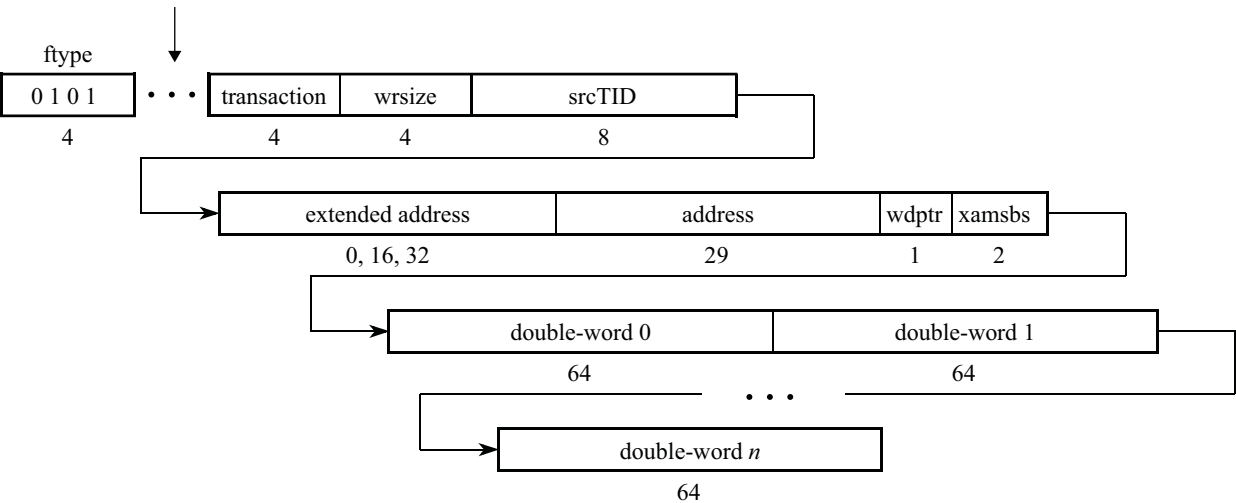 ftype
0 1 0 1 • • • transaction wrsize srcTID
4 4 4 8
extended address address wdptr xamsbs
0, 16, 32 29 1 2
double-word 0 double-word 1
64 64
• • •
double-word n
64